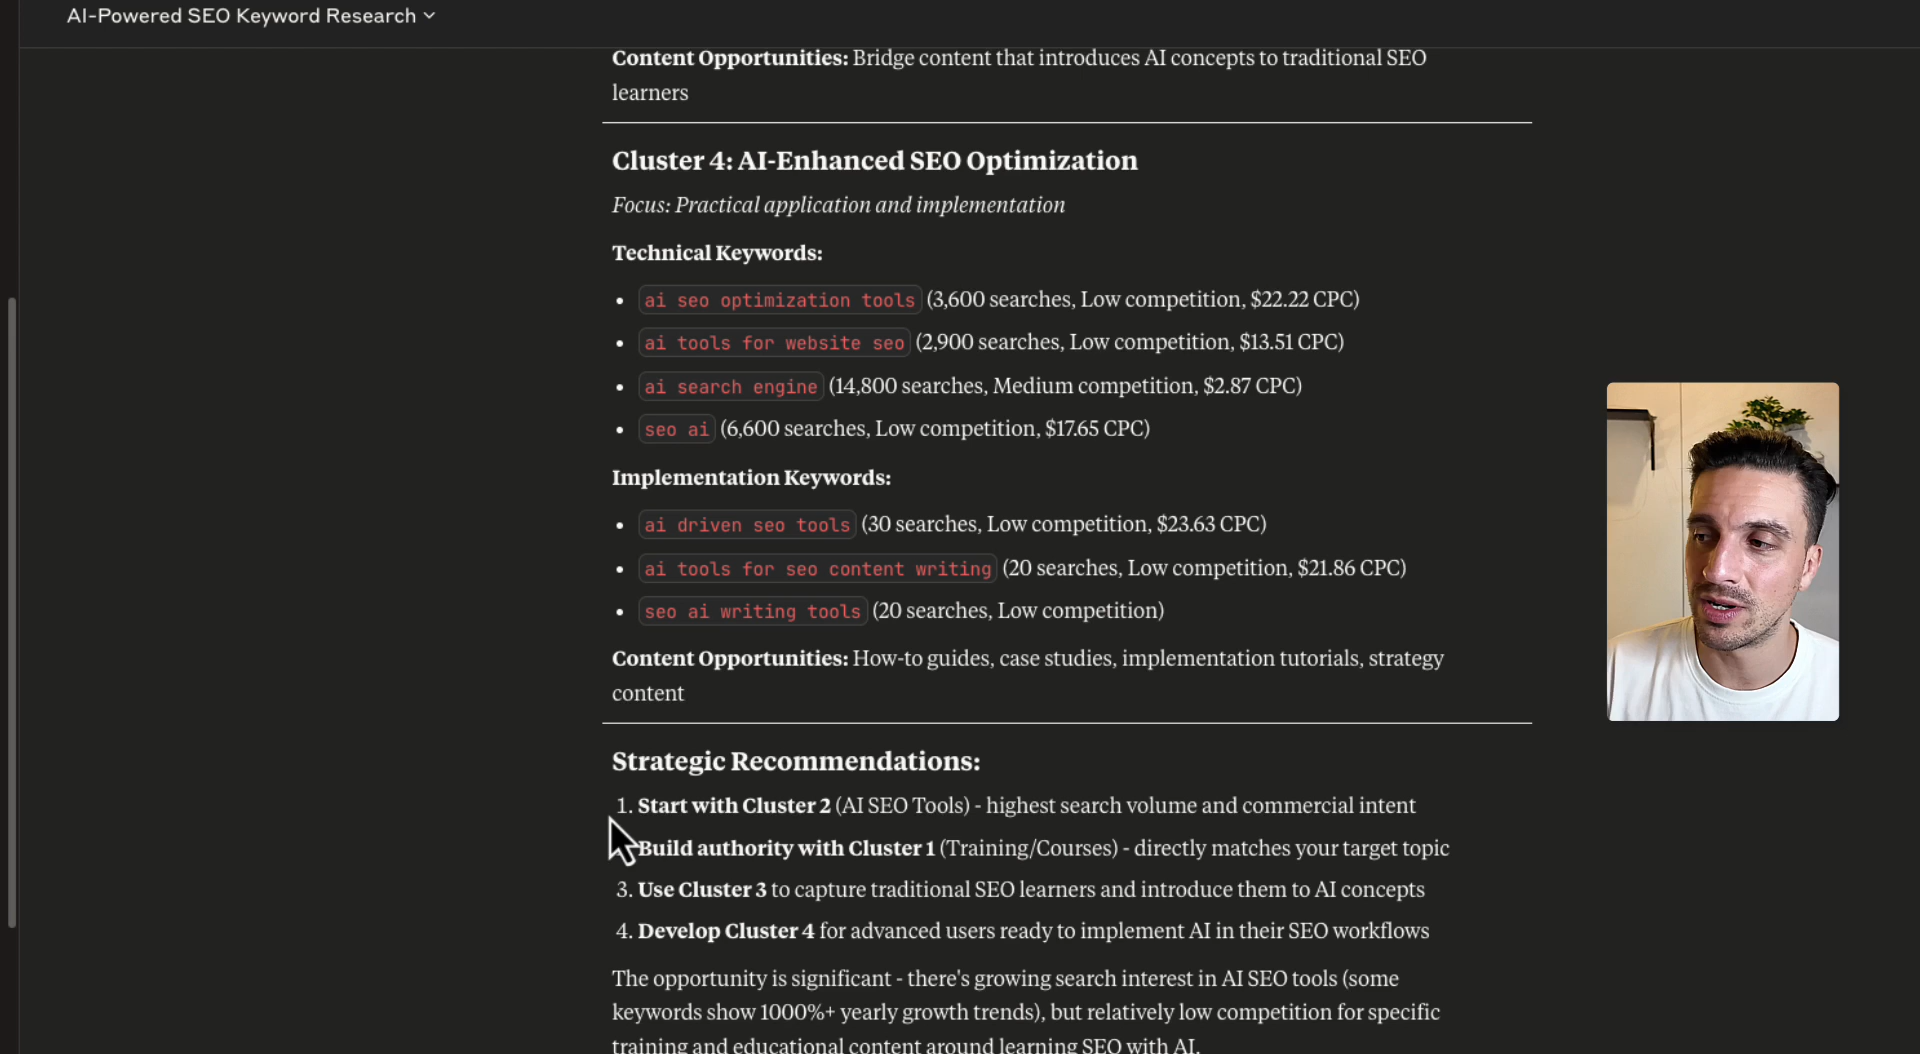 AI-Powered SEO Keyword Research
Content Opportunities: Bridge content that introduces AI concepts to traditional SEO
learners
Cluster 4: AI-Enhanced SEO Optimization
Focus: Practical application and implementation
Technical Keywords:
• ai seo optimization tools (3,600 searches, Low competition, $22.22 CPC)
• ai tools for website seo (2,900 searches, Low competition, $13.51 CPC)
• ai search engine (14,800 searches, Medium competition, $2.87 CPC)
• seo ai (6,600 searches, Low competition, $17.65 CPC)
Implementation Keywords:
• ai driven seo tools (30 searches, Low competition, $23.63 CPC)
• ai tools for seo content writing (20 searches, Low competition, $21.86 CPC)
• seo ai writing tools (20 searches, Low competition)
Content Opportunities: How-to guides, case studies, implementation tutorials, strategy
content
Strategic Recommendations:
1. Start with Cluster 2 (AI SEO Tools) - highest search volume and commercial intent
Build authority with Cluster 1 (Training/Courses) - directly matches your target topic
3. Use Cluster 3 to capture traditional SEO learners and introduce them to AI concepts
4. Develop Cluster 4 for advanced users ready to implement AI in their SEO workflows
The opportunity is significant - there's growing search interest in AI SEO tools (some
keywords show 1000%+ yearly growth trends), but relatively low competition for specific
training and educational content around learning SEO with AI.